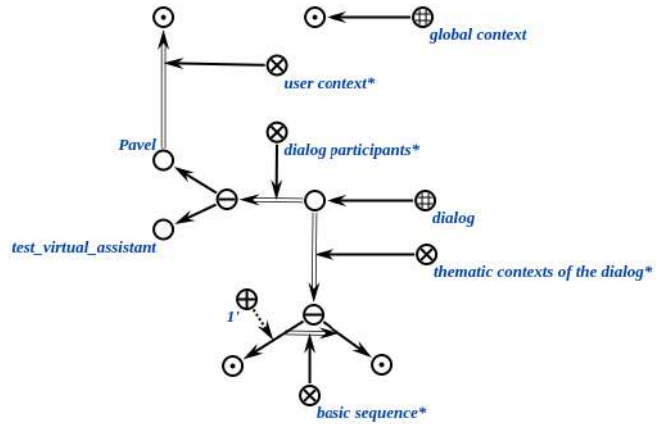 global context
user context*
Pavel
dialog participants*
dialog
test_virtual_assistant
thematic contexts of the dialog*
1'
basic sequence*